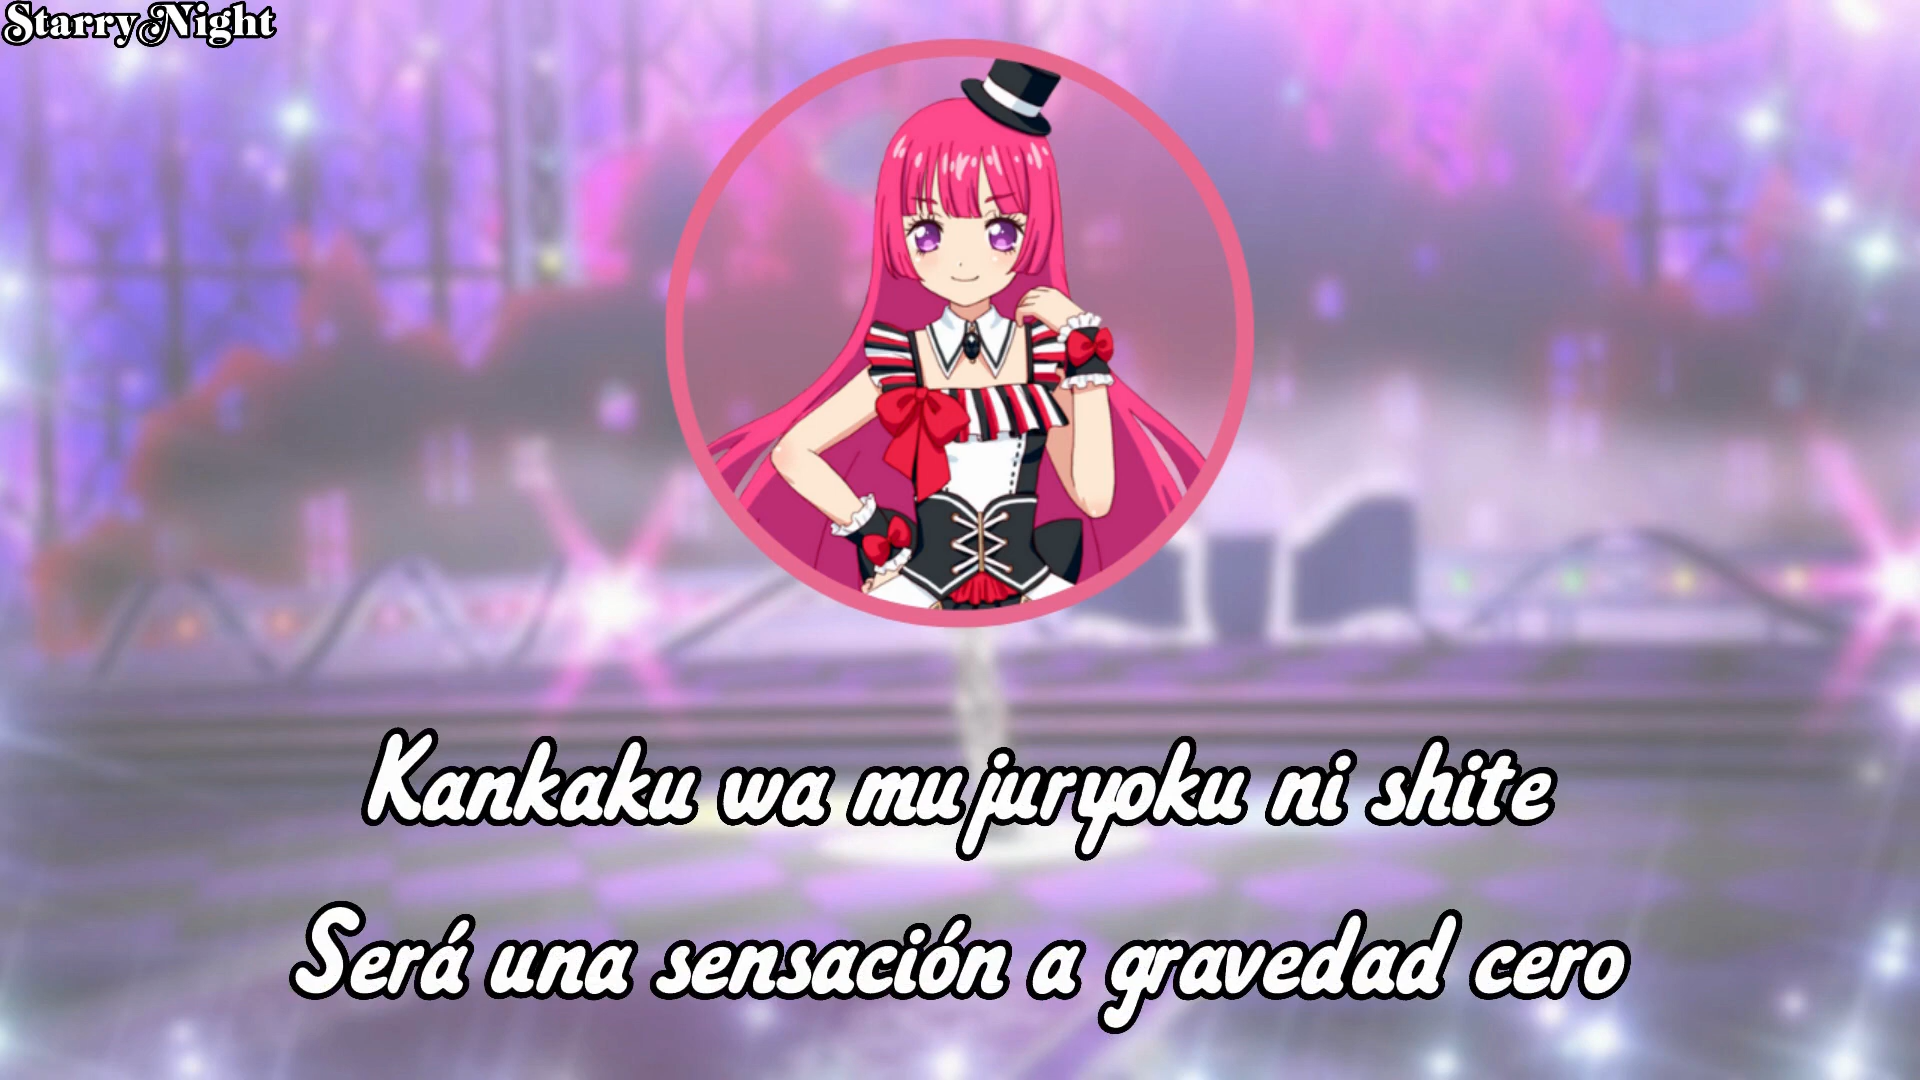 StarryNight
Kankaku wa mujuryoku ni shite
Será una sensación a gravedad cero